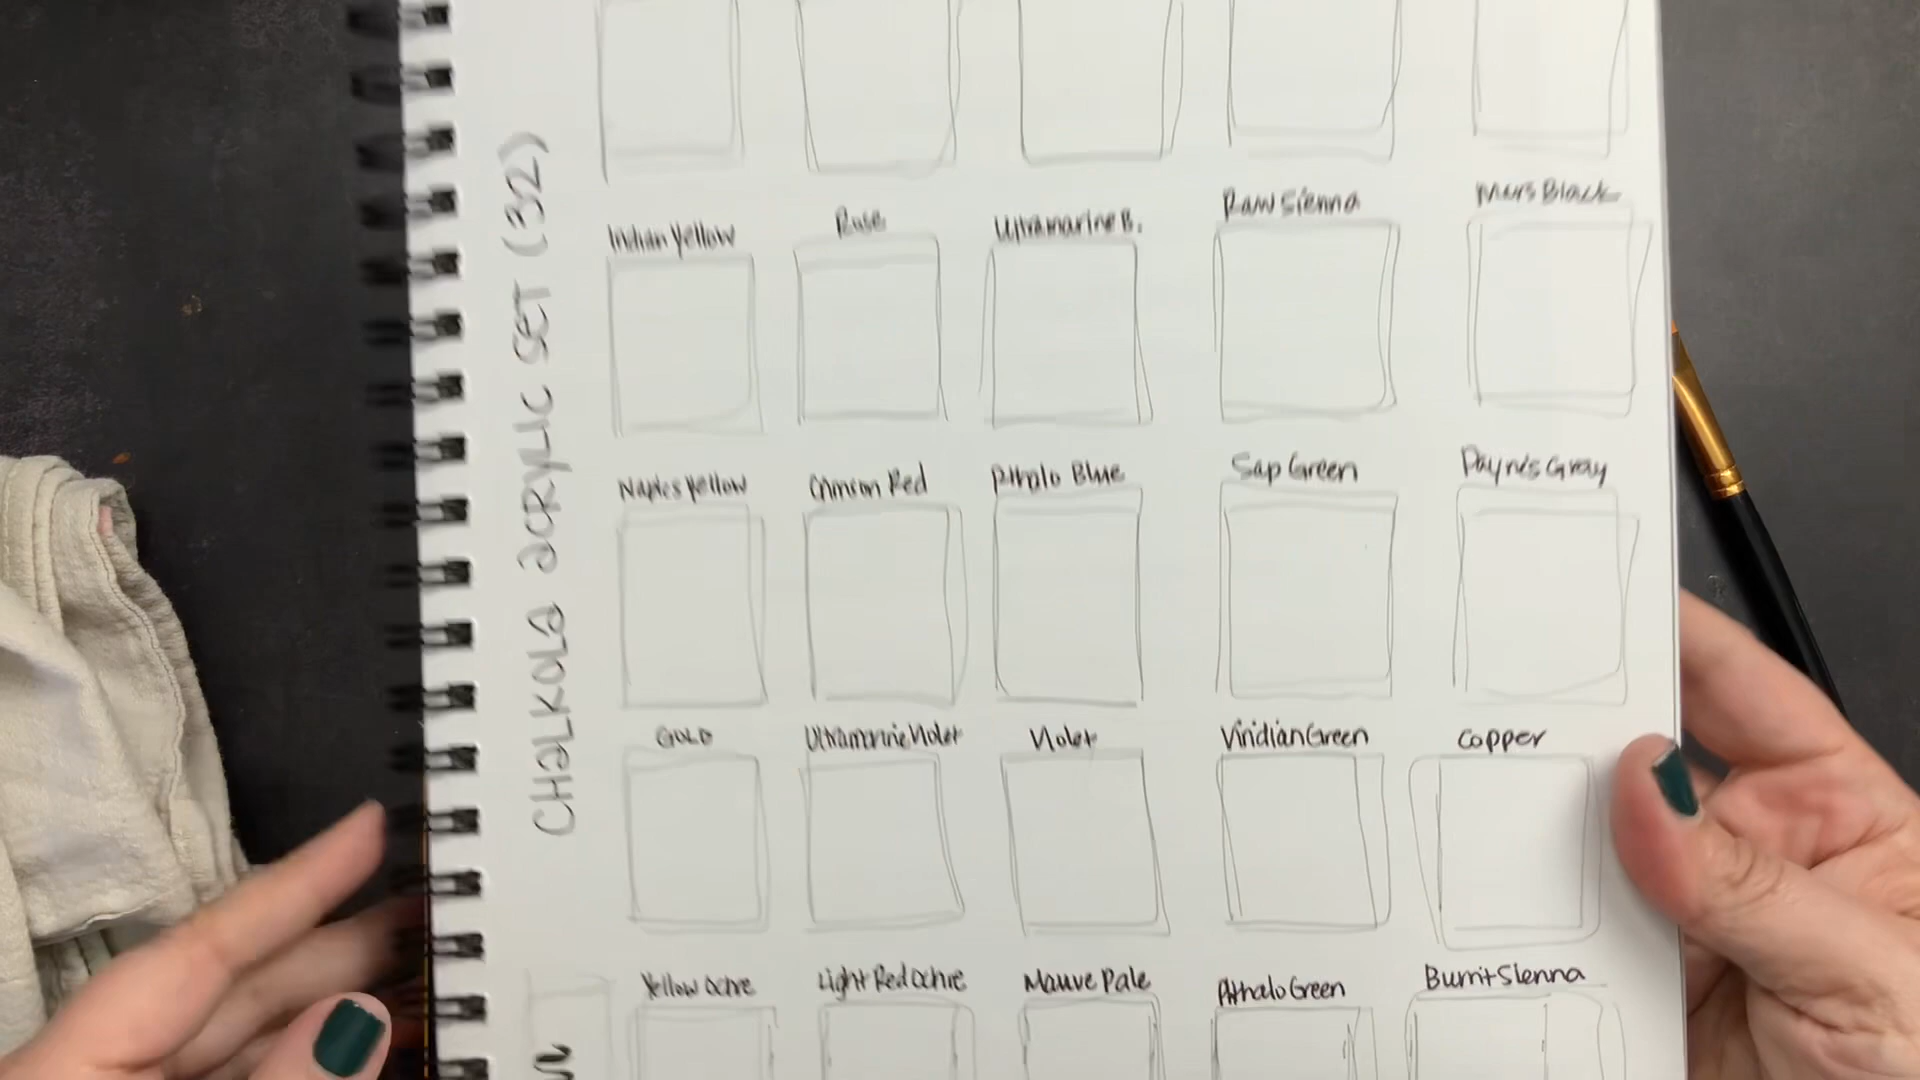 CHALKOLA ACRYLIC SET (32)
Indian Yellow
Rose
Ultramarine B.
Raw Sienna
Mars Black
Naples Yellow
Crimson Red
Pthalo Blue
Sap Green
Payne's Gray
GOLD
Ultramarine Violet
Violet
Viridian Green
Copper
Yellow Ochre
Light Red Ochre
Mauve Pale
Pthalo Green
Burnt Sienna